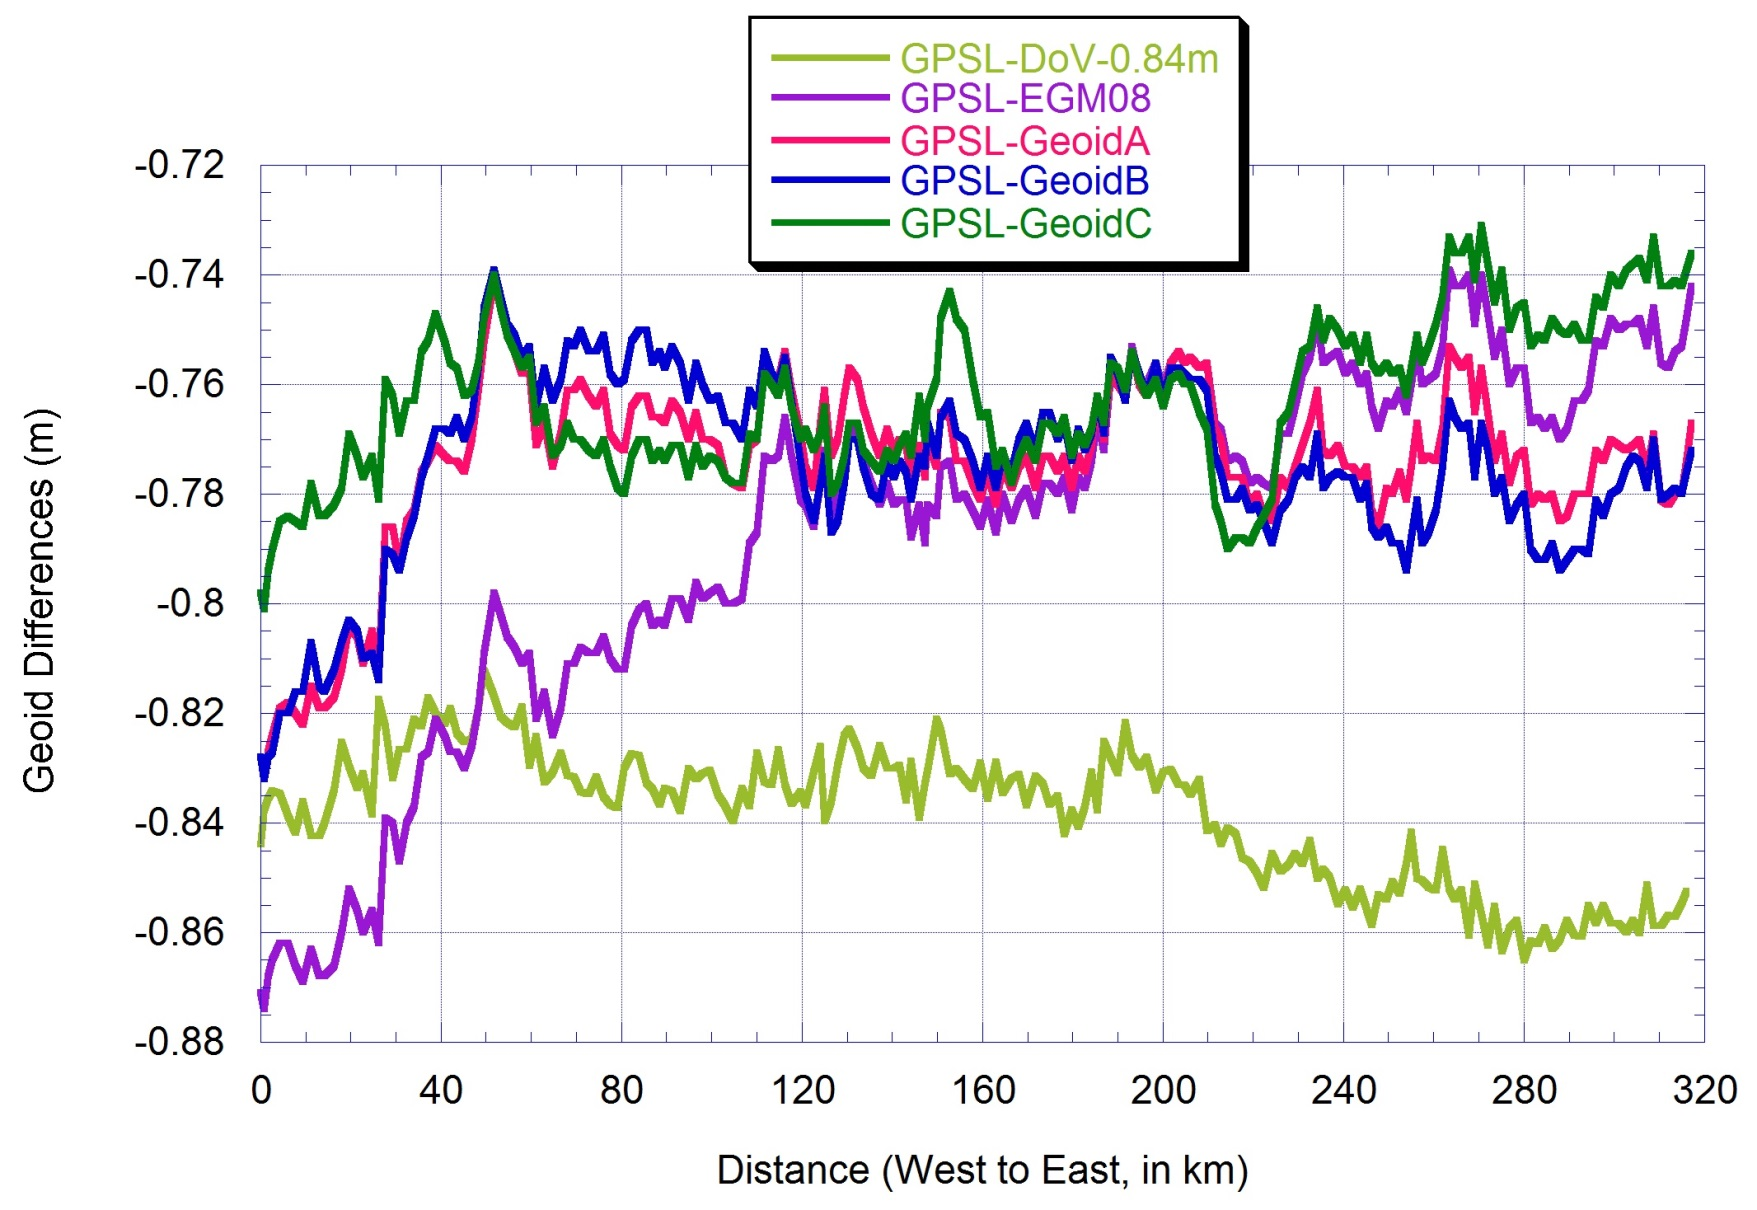 GPSL-DoV-0.84m
GPSL-EGM08
GPSL-GeoidA
GPSL-GeoidB
GPSL-GeoidC
-0.72
-0.74
-0.76
-0.78
-0.8
-0.82
-0.84
-0.86
-0.88
Geoid Differences (m)
0 40 80 120 160 200 240 280 320
Distance (West to East, in km)